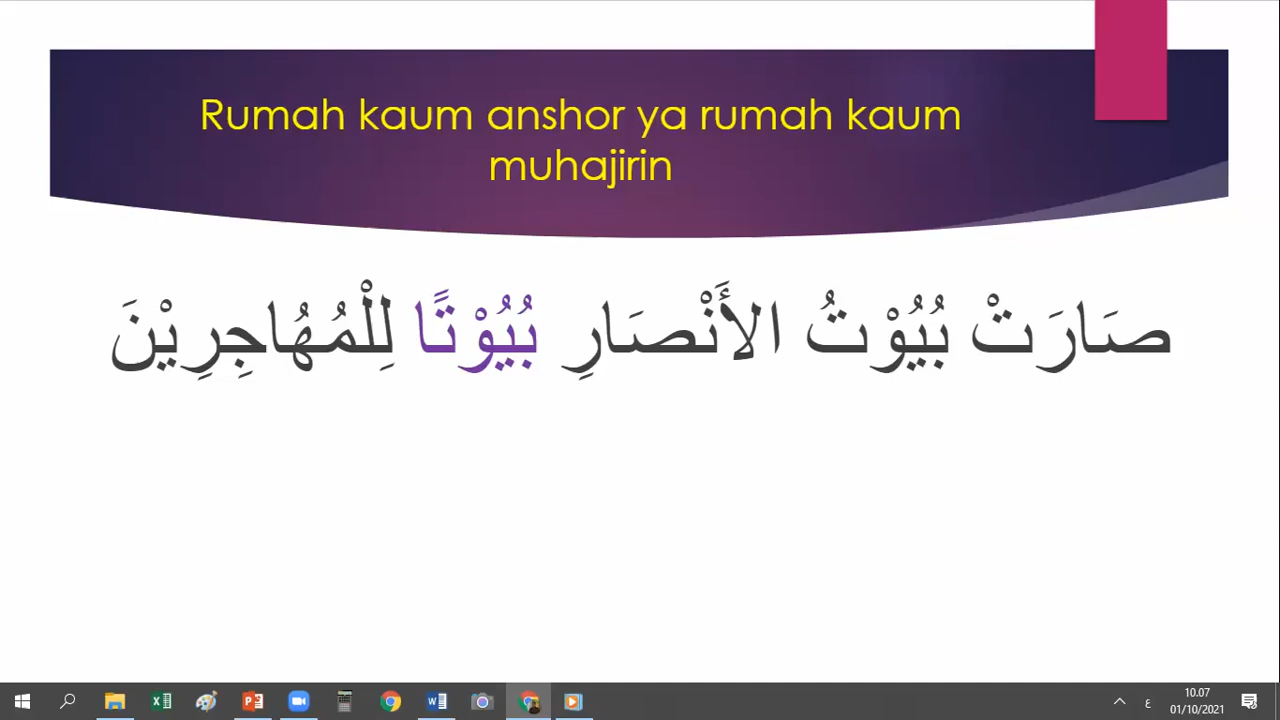 Rumah kaum anshor ya rumah kaum
muhajirin
صَارَتْ بُيُوْتُ الأَنْصَارِ بُيُوْتًا لِلْمُهُاجِرِيْنَ
ع
10.07
01/10/2021